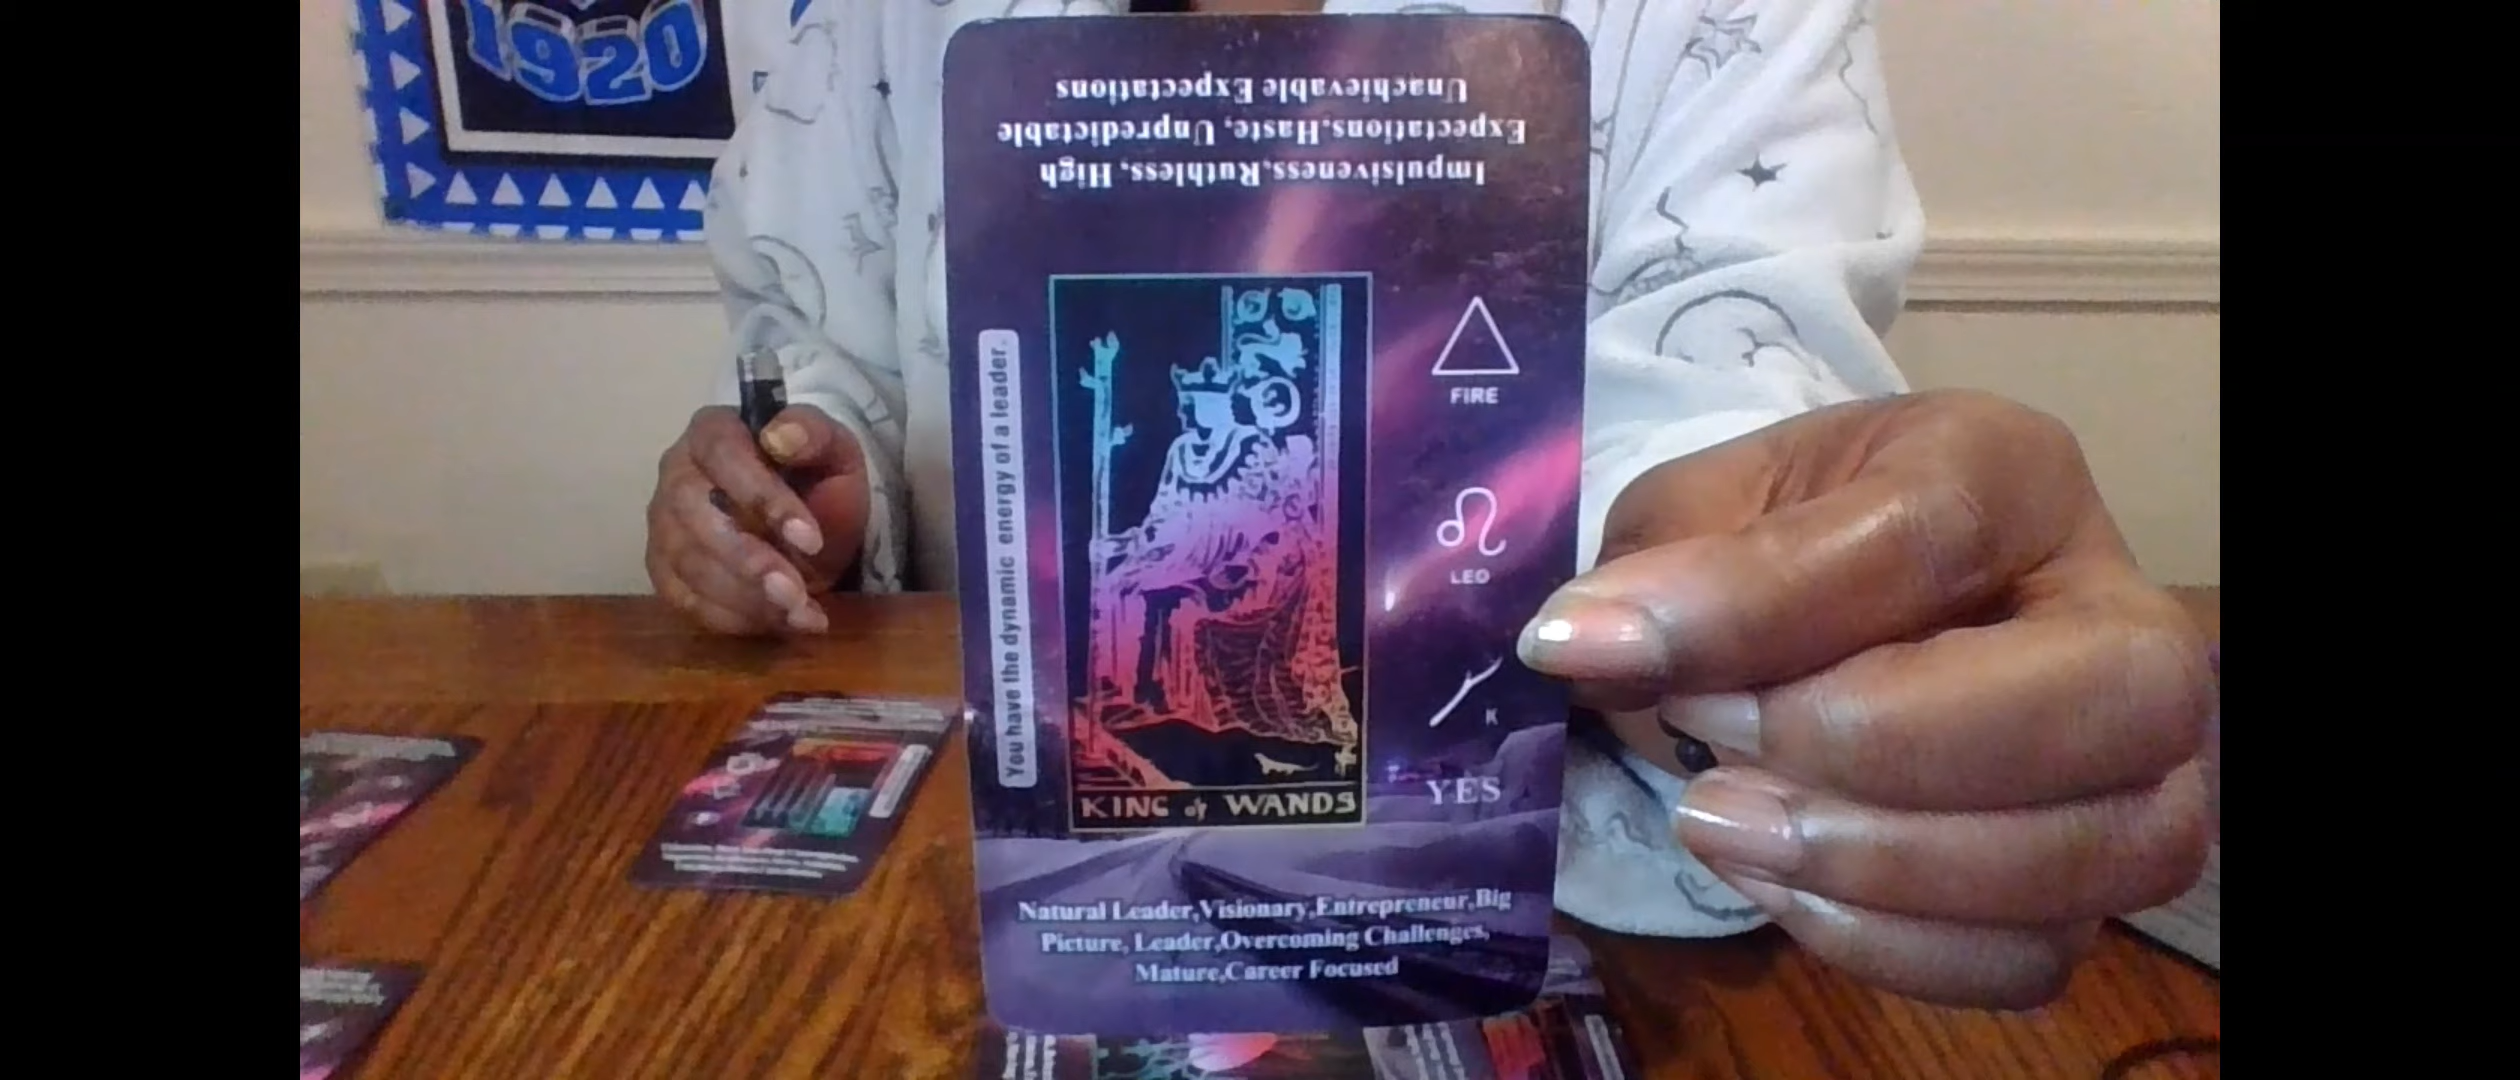 1920
Unachievable Expectations
Expectations,Haste, Unpredictable
Impulsiveness,Ruthless, High
You have the dynamic energy of a leader.
FIRE
LEO
K
YES
KING of WANDS
Natural Leader,Visionary,Entrepreneur,Big
Picture, Leader,Overcoming Challenges,
Mature,Career Focused